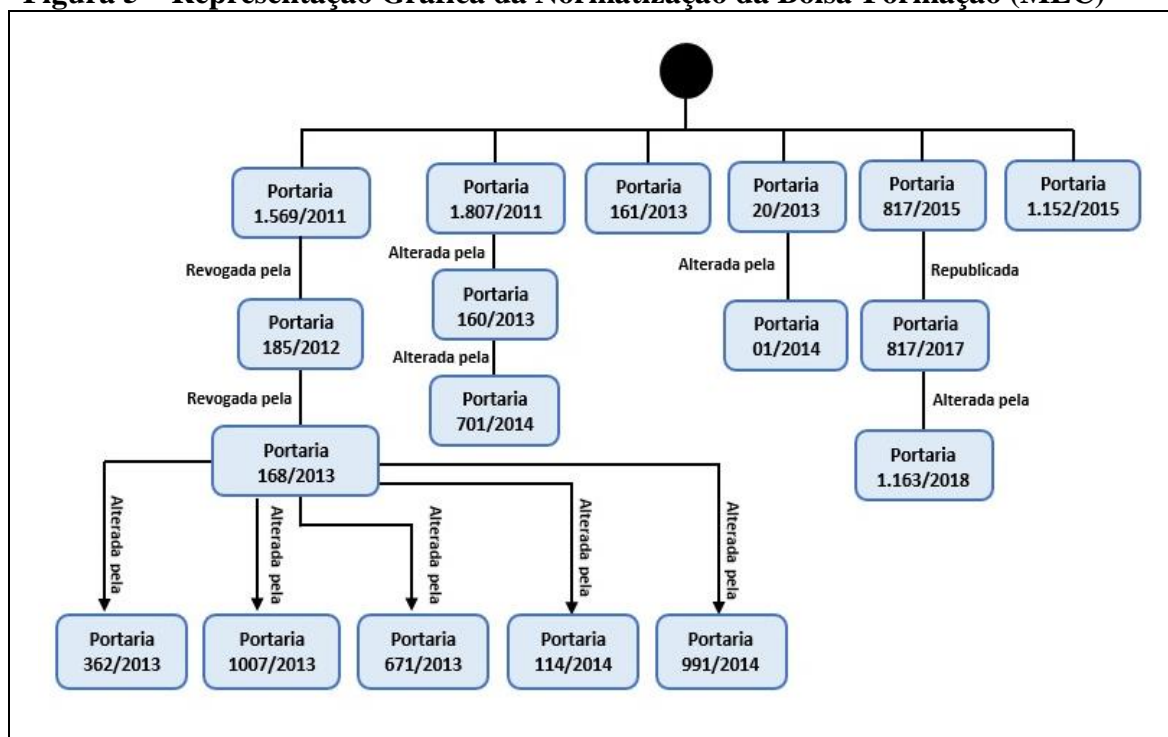 Figura 5 – Representação Gráfica da Normatização da Bolsa-Formação (MEC)
Portaria
1.569/2011
Portaria
1.807/2011
Portaria
161/2013
Portaria
20/2013
Portaria
817/2015
Portaria
1.152/2015
Revogada pela
Alterada pela
Alterada pela
Republicada
Portaria
185/2012
Portaria
160/2013
Portaria
01/2014
Portaria
817/2017
Revogada pela
Alterada pela
Alterada pela
Portaria
701/2014
Portaria
1.163/2018
Portaria
168/2013
Alterada pela
Alterada pela
Alterada pela
Alterada pela
Alterada pela
Portaria
362/2013
Portaria
1007/2013
Portaria
671/2013
Portaria
114/2014
Portaria
991/2014